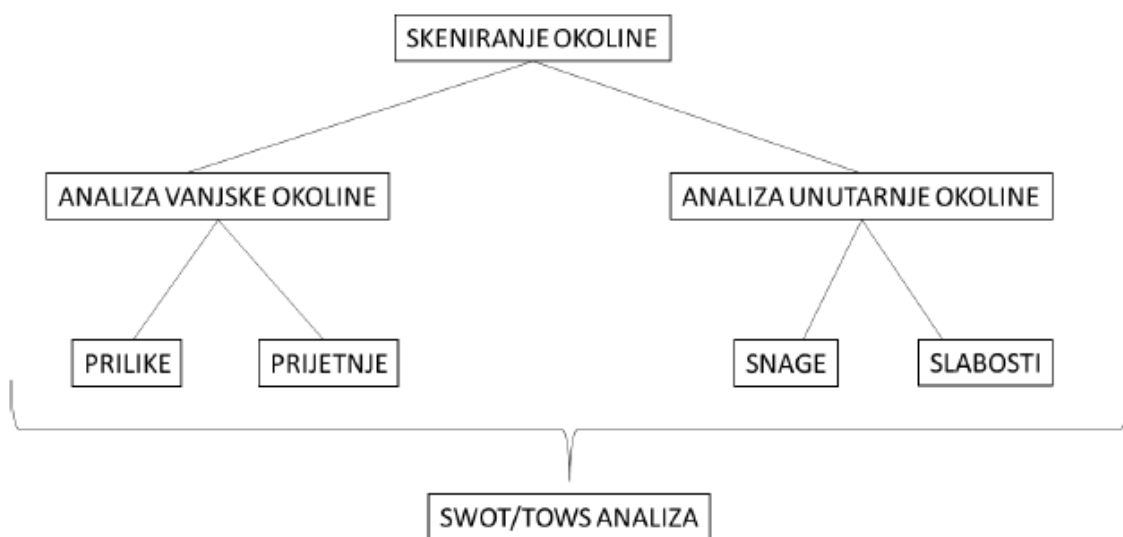 SKENIRANJE OKOLINE
ANALIZA VANJSKE OKOLINE
ANALIZA UNUTARNJE OKOLINE
PRILIKE
PRIJETNJE
SNAGE
SLABOSTI
SWOT/TOWS ANALIZA